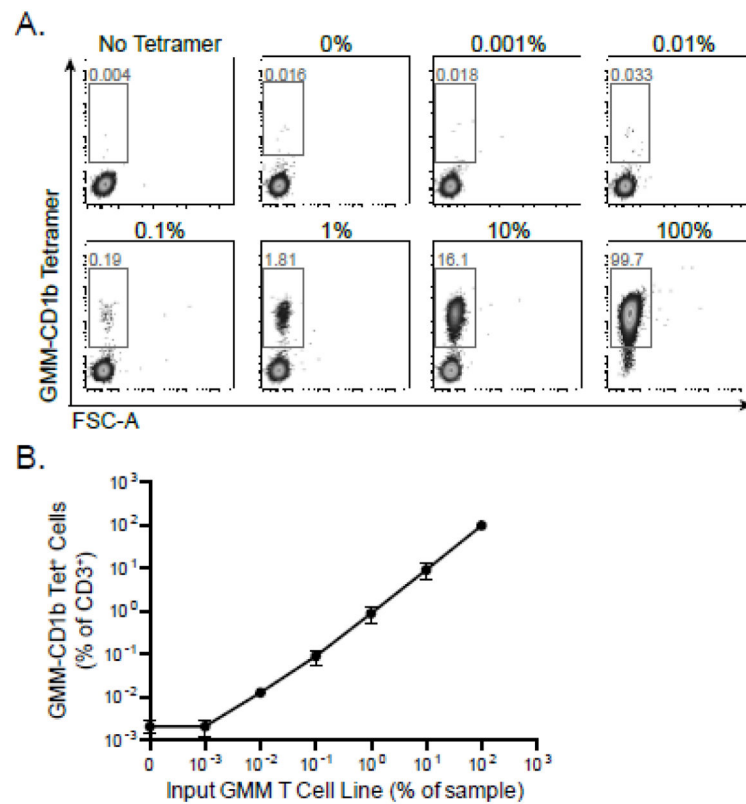 A.
No Tetramer 0% 0.001% 0.01%
0.004 0.016 0.018 0.033
0.1% 1% 10% 100%
0.19 1.81 16.1 99.7
GMM-CD1b Tetramer
FSC-A
B.
GMM-CD1b Tet⁺ Cells
(% of CD3⁺)
10³
10²
10¹
10⁰
10⁻¹
10⁻²
10⁻³
0 10⁻³ 10⁻² 10⁻¹ 10⁰ 10¹ 10² 10³
Input GMM T Cell Line (% of sample)